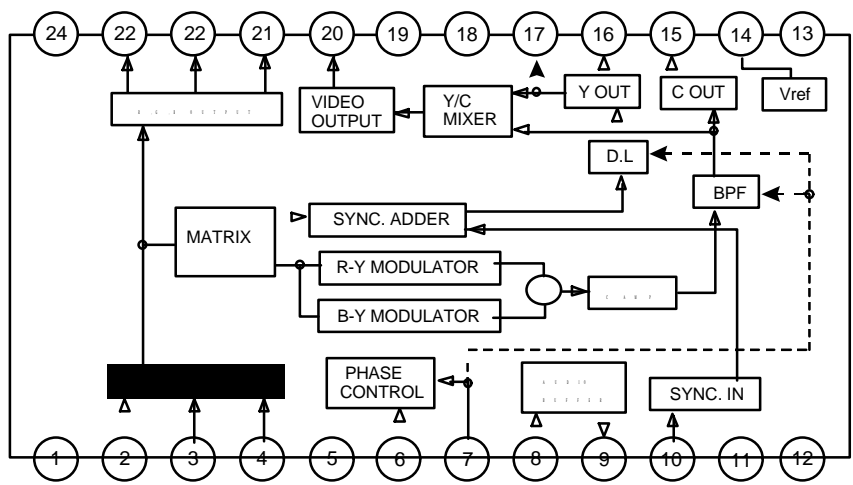 24 22 22 21 20 19 18 17 16 15 14 13
VIDEO
OUTPUT
Y/C
MIXER
Y OUT
C OUT
Vref
D.L
BPF
MATRIX
SYNC. ADDER
R-Y MODULATOR
B-Y MODULATOR
PHASE
CONTROL
SYNC. IN
1 2 3 4 5 6 7 8 9 10 11 12